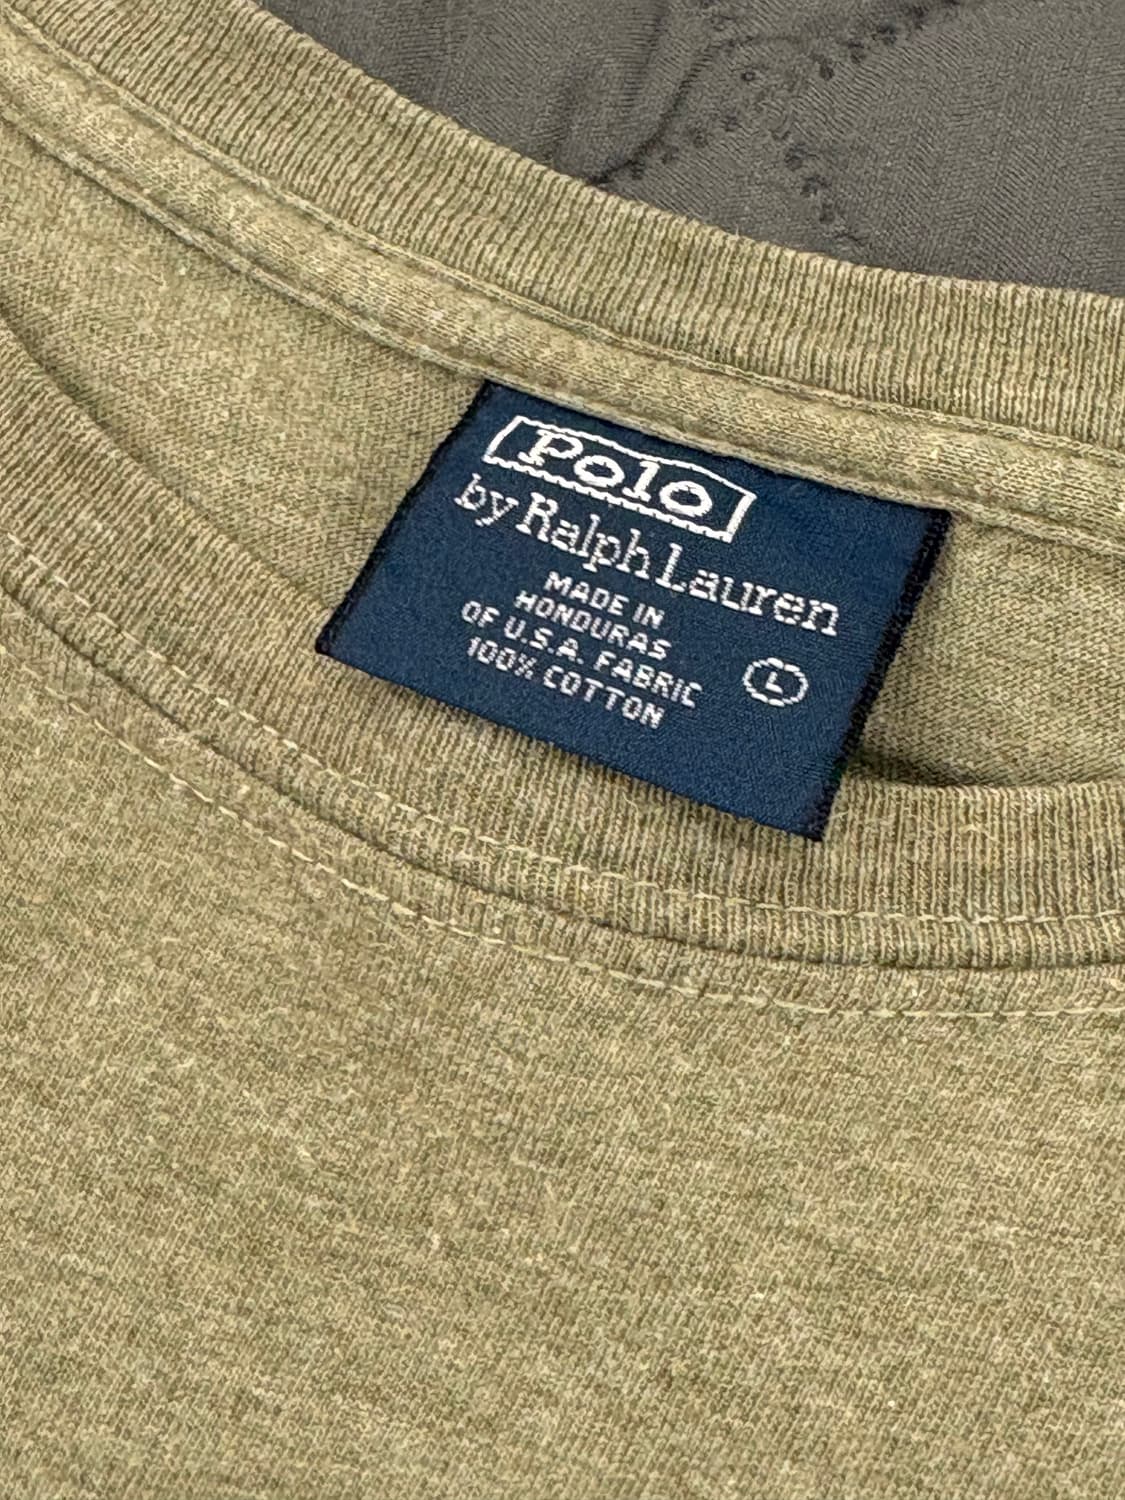 Polo
by Ralph Lauren
MADE IN
HONDURAS
OF U.S.A. FABRIC
100% COTTON
L